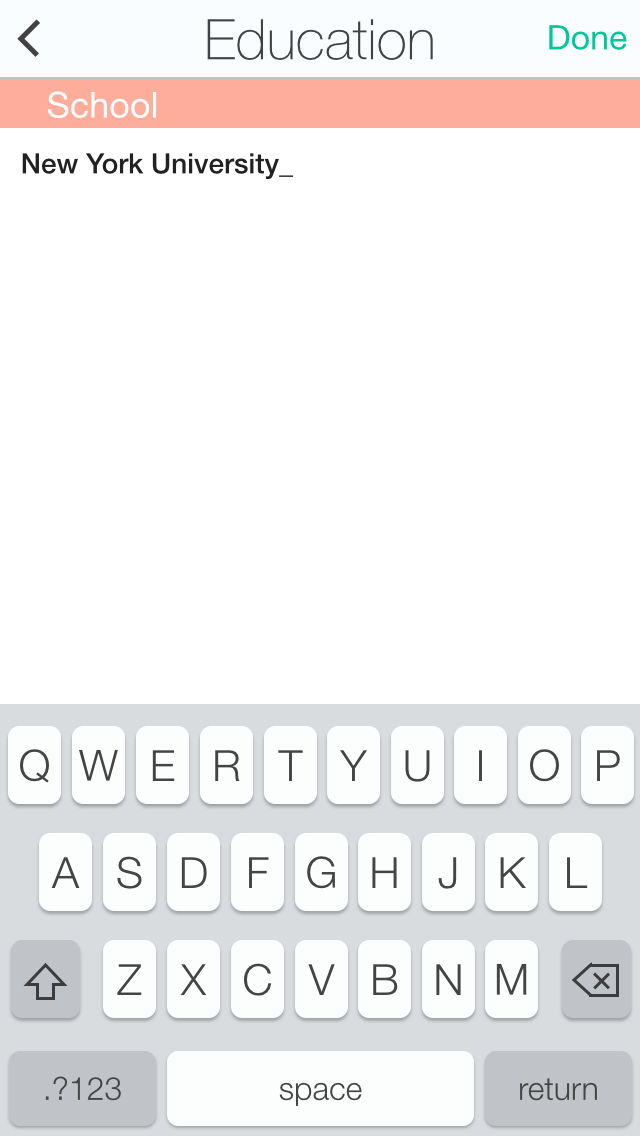 Education
Done
School
New York University_
Q W E R T Y U I O P
A S D F G H J K L
Z X C V B N M
.?123 space return